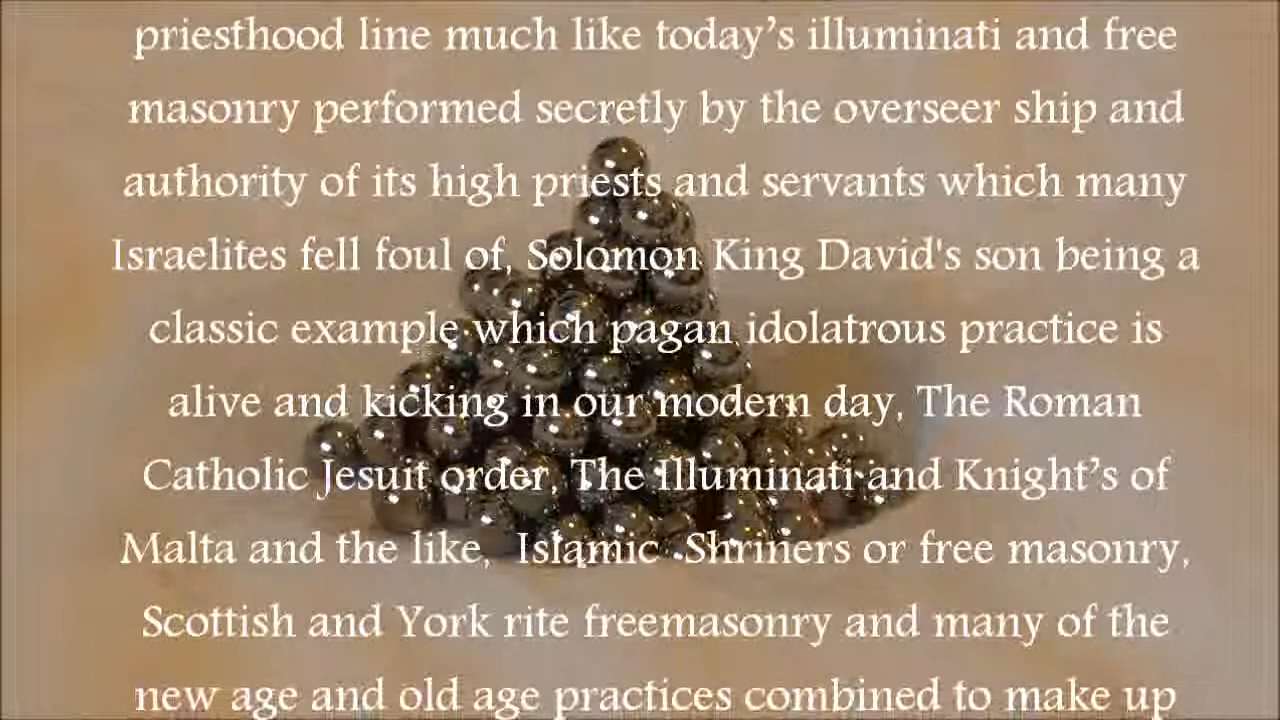 priesthood line much like today’s illuminati and free
masonry performed secretly by the overseer ship and
authority of its high priests and servants which many
Israelites fell foul of, Solomon King David's son being a
classic example which pagan idolatrous practice is
alive and kicking in our modern day, The Roman
Catholic Jesuit order, The Illuminati and Knight’s of
Malta and the like, Islamic Shriners or free masonry,
Scottish and York rite freemasonry and many of the
new age and old age practices combined to make up